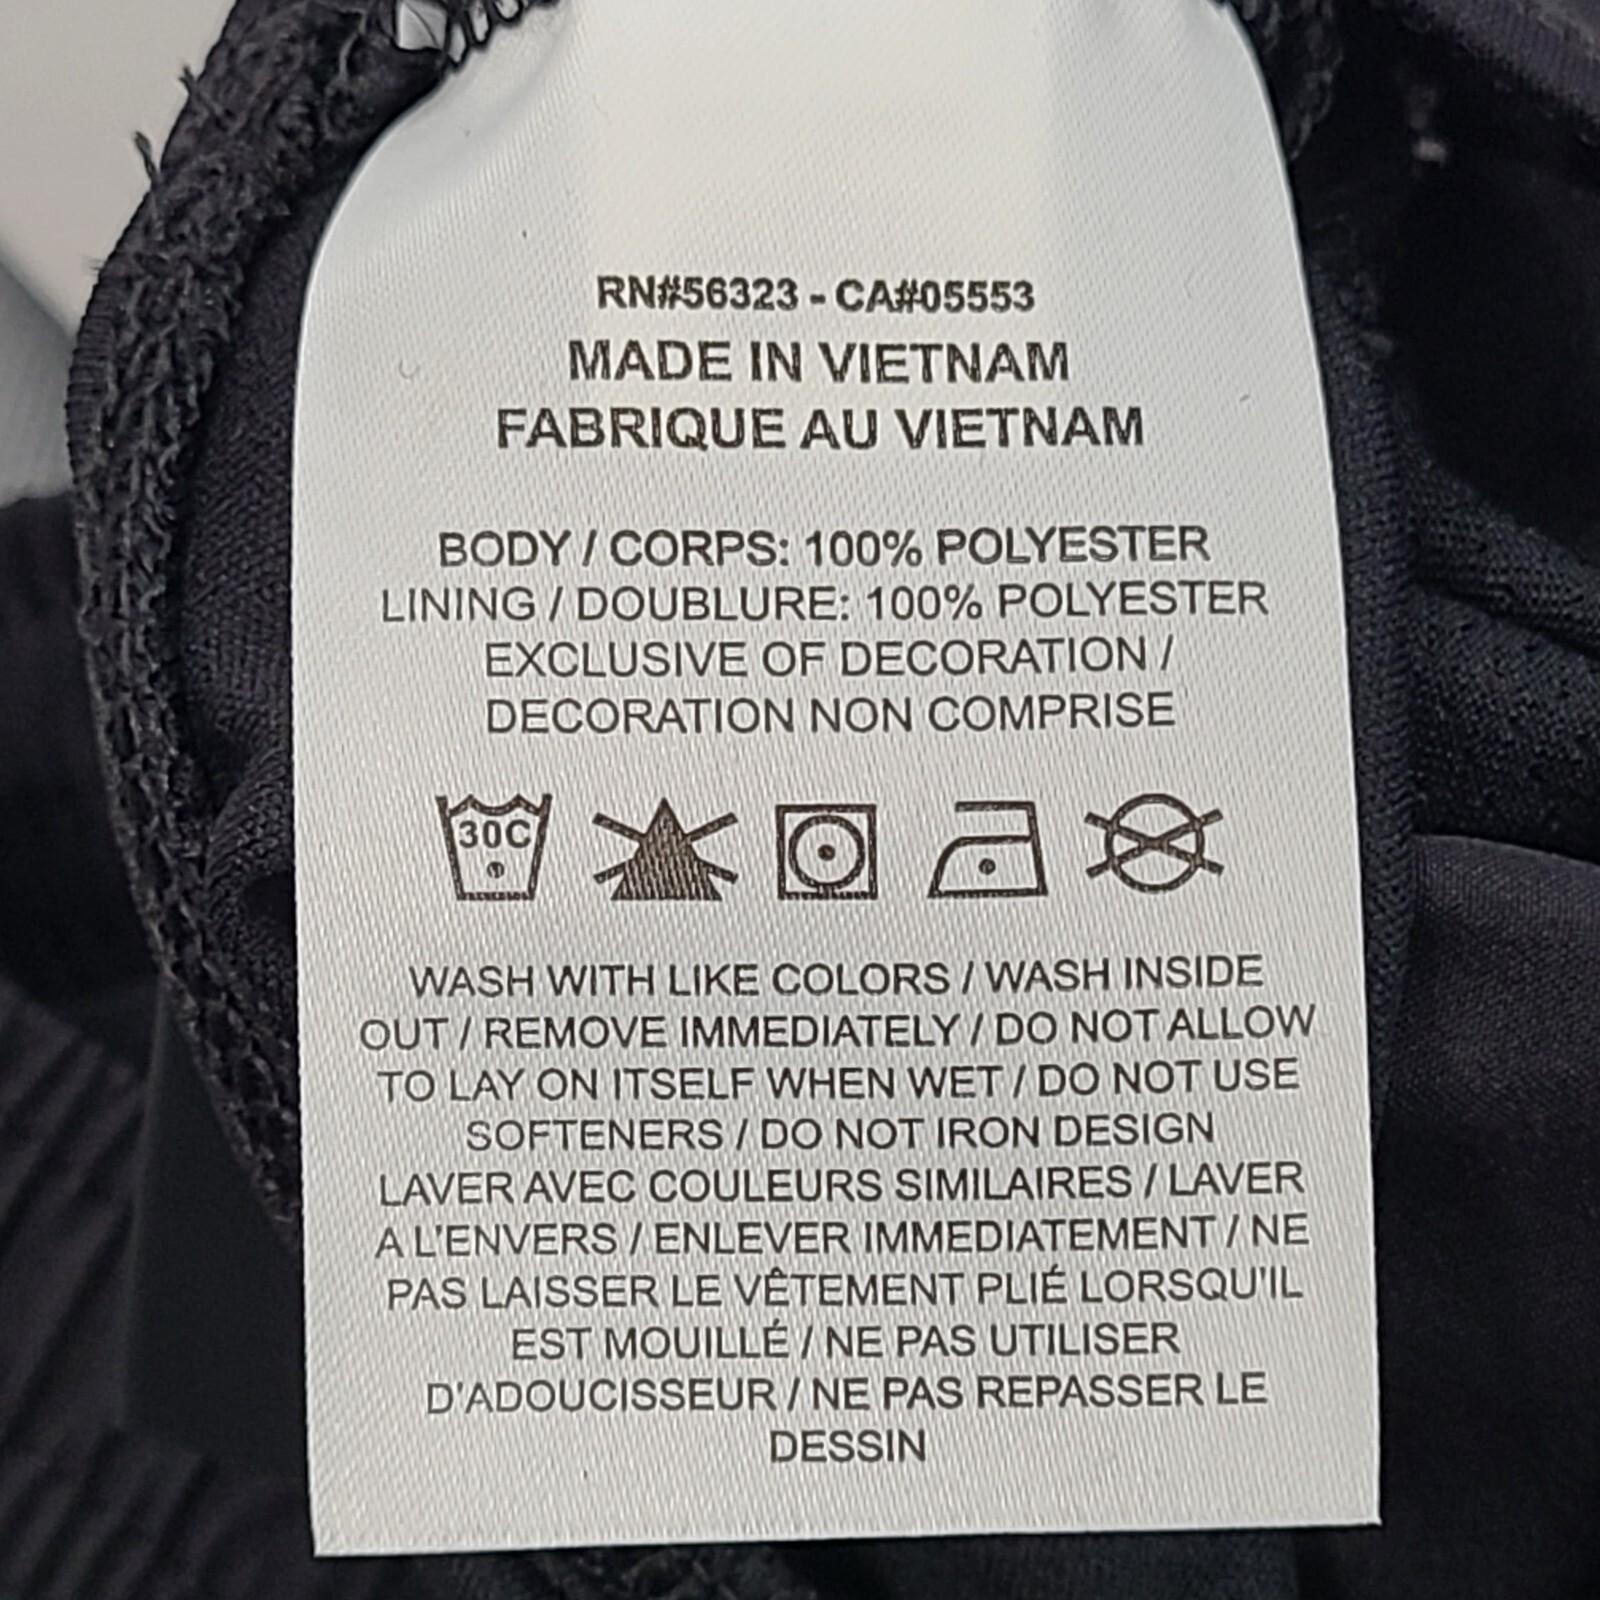 RN#56323 - CA#05553
MADE IN VIETNAM
FABRIQUE AU VIETNAM
BODY / CORPS: 100% POLYESTER
LINING / DOUBLURE: 100% POLYESTER
EXCLUSIVE OF DECORATION /
DECORATION NON COMPRISE
30C
WASH WITH LIKE COLORS / WASH INSIDE
OUT / REMOVE IMMEDIATELY / DO NOT ALLOW
TO LAY ON ITSELF WHEN WET / DO NOT USE
SOFTENERS / DO NOT IRON DESIGN
LAVER AVEC COULEURS SIMILAIRES / LAVER
A L'ENVERS / ENLEVER IMMEDIATEMENT / NE
PAS LAISSER LE VÊTEMENT PLIÉ LORSQU'IL
EST MOUILLÉ / NE PAS UTILISER
D'ADOUCISSEUR / NE PAS REPASSER LE
DESSIN